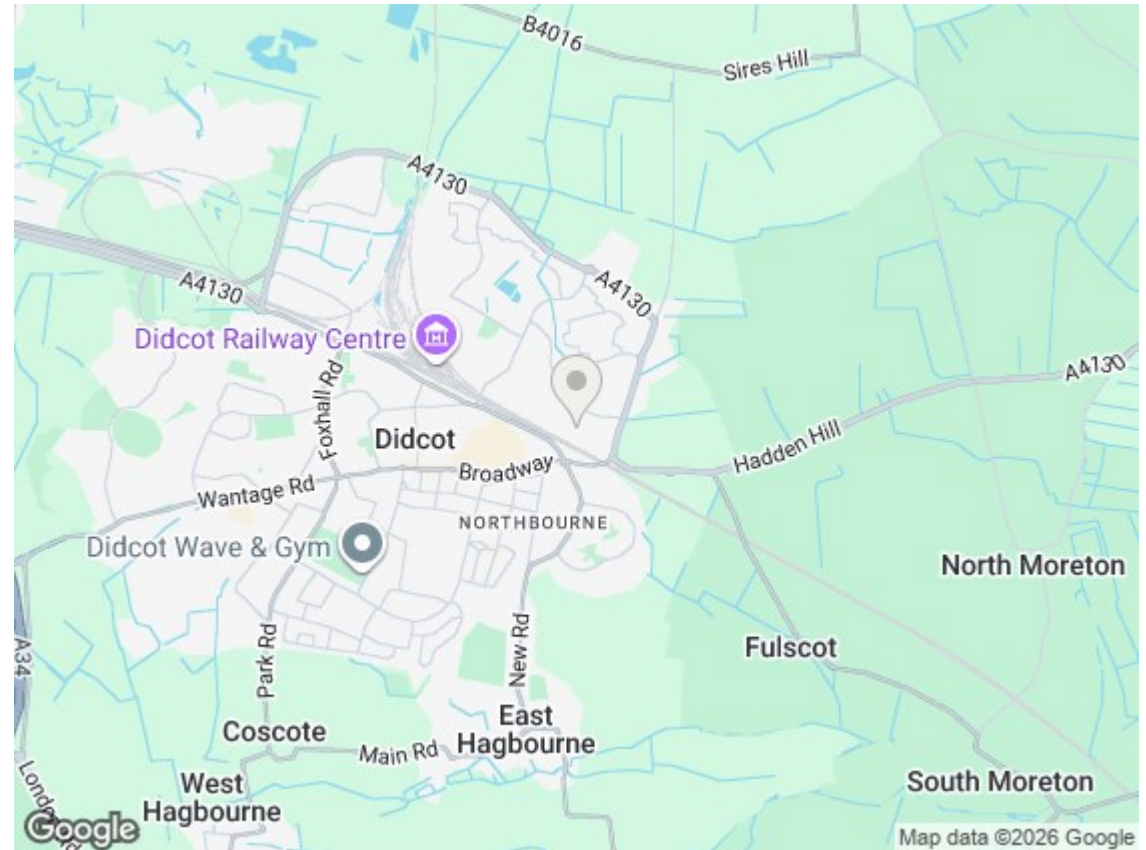 B4016
Sires Hill
A4130
A4130
A4130
Didcot Railway Centre
A4130
Foxhall Rd
Didcot
Hadden Hill
Broadway
Wantage Rd
NORTHBOURNE
Didcot Wave & Gym
North Moreton
A34
Park Rd
New Rd
Fulscot
Coscote
East
Hagbourne
Main Rd
West
Hagbourne
South Moreton
London Rd
Google
Map data ©2026 Google